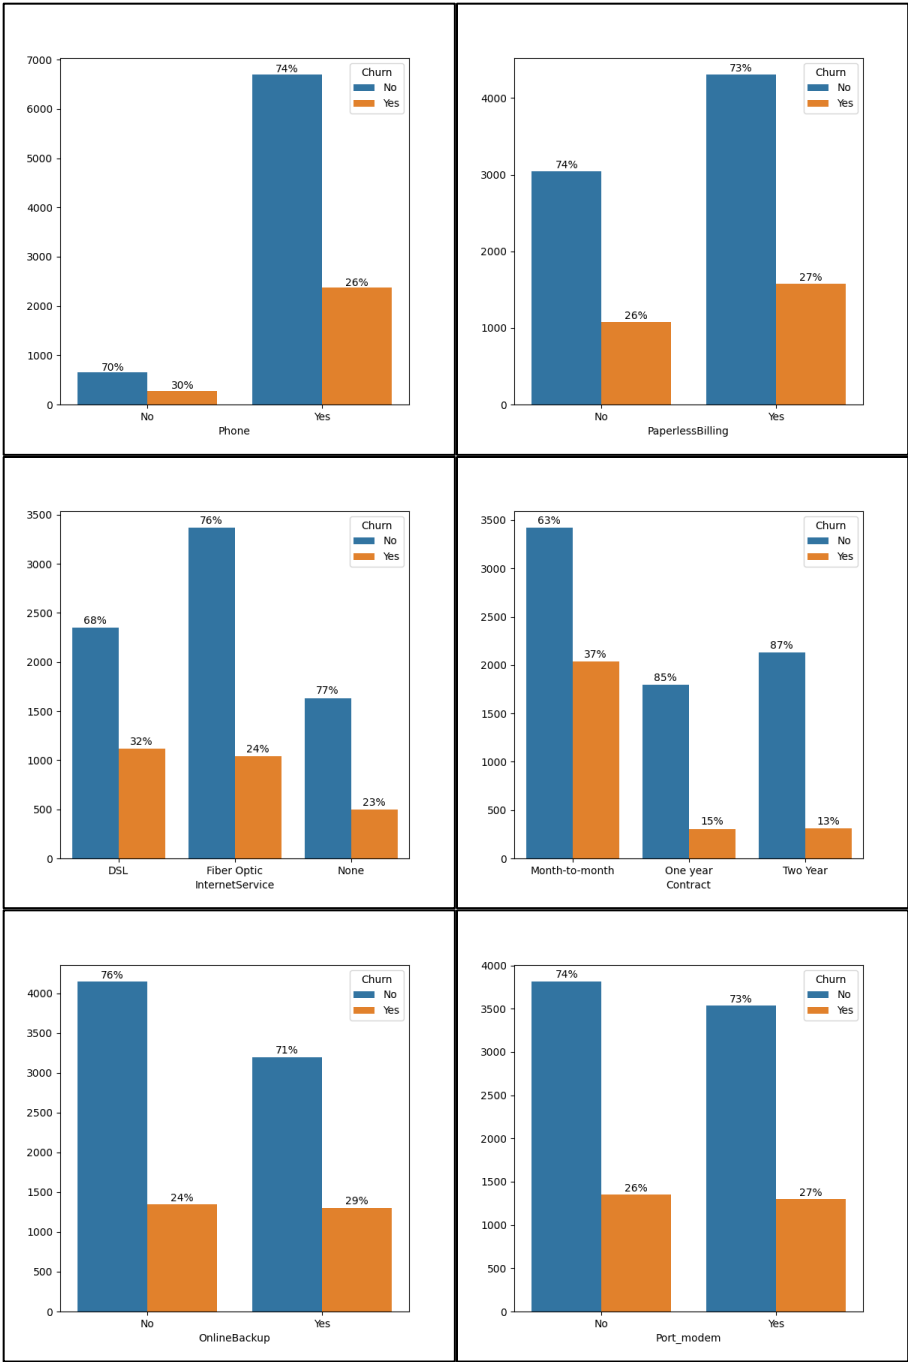 7000
6000
5000
4000
3000
2000
1000
0
74%
26%
70%
30%
Churn
No
Yes
No Yes
Phone
4000
3000
2000
1000
0
73%
74%
27%
26%
Churn
No
Yes
No Yes
PaperlessBilling
3500
3000
2500
2000
1500
1000
500
0
76%
68%
77%
32%
24%
23%
Churn
No
Yes
DSL Fiber Optic None
InternetService
3500
3000
2500
2000
1500
1000
500
0
63%
87%
85%
37%
15%
13%
Churn
No
Yes
Month-to-month One year Two Year
Contract
4000
3500
3000
2500
2000
1500
1000
500
0
76%
71%
24%
29%
Churn
No
Yes
No Yes
OnlineBackup
4000
3500
3000
2500
2000
1500
1000
500
0
74%
73%
26%
27%
Churn
No
Yes
No Yes
Port_modem